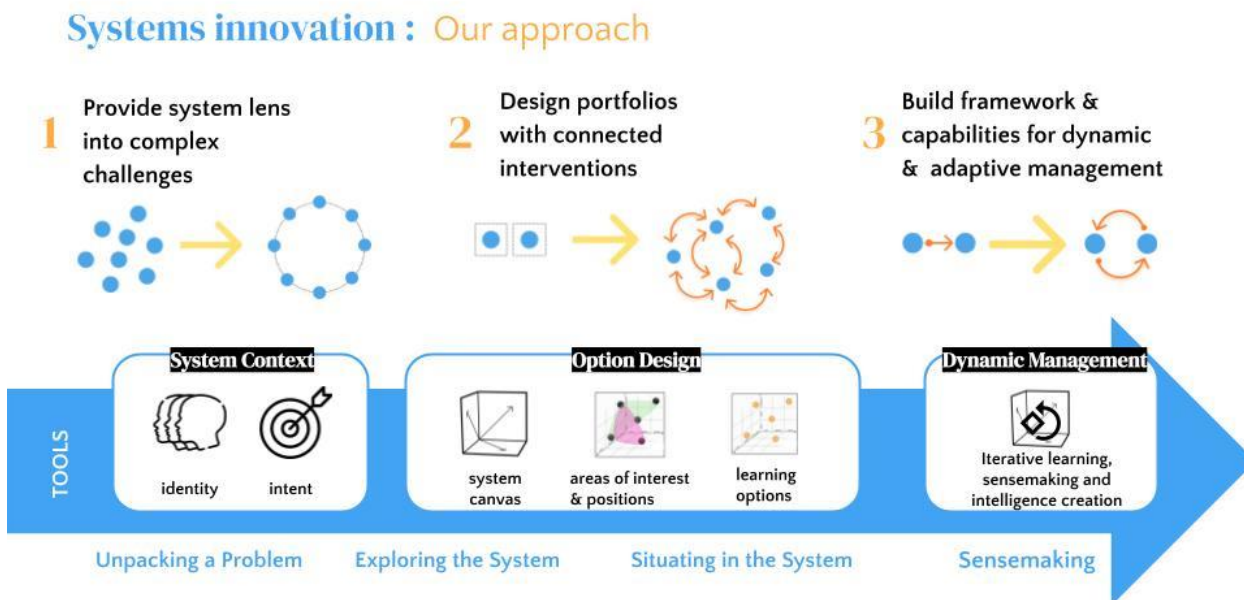 Systems innovation : Our approach
1
Provide system lens
into complex
challenges
2
Design portfolios
with connected
interventions
3
Build framework &
capabilities for dynamic
& adaptive management
TOOLS
System Context
identity
intent
Option Design
system
canvas
areas of interest
& positions
learning
options
Dynamic Management
Iterative learning,
sensemaking and
intelligence creation
Unpacking a Problem
Exploring the System
Situating in the System
Sensemaking